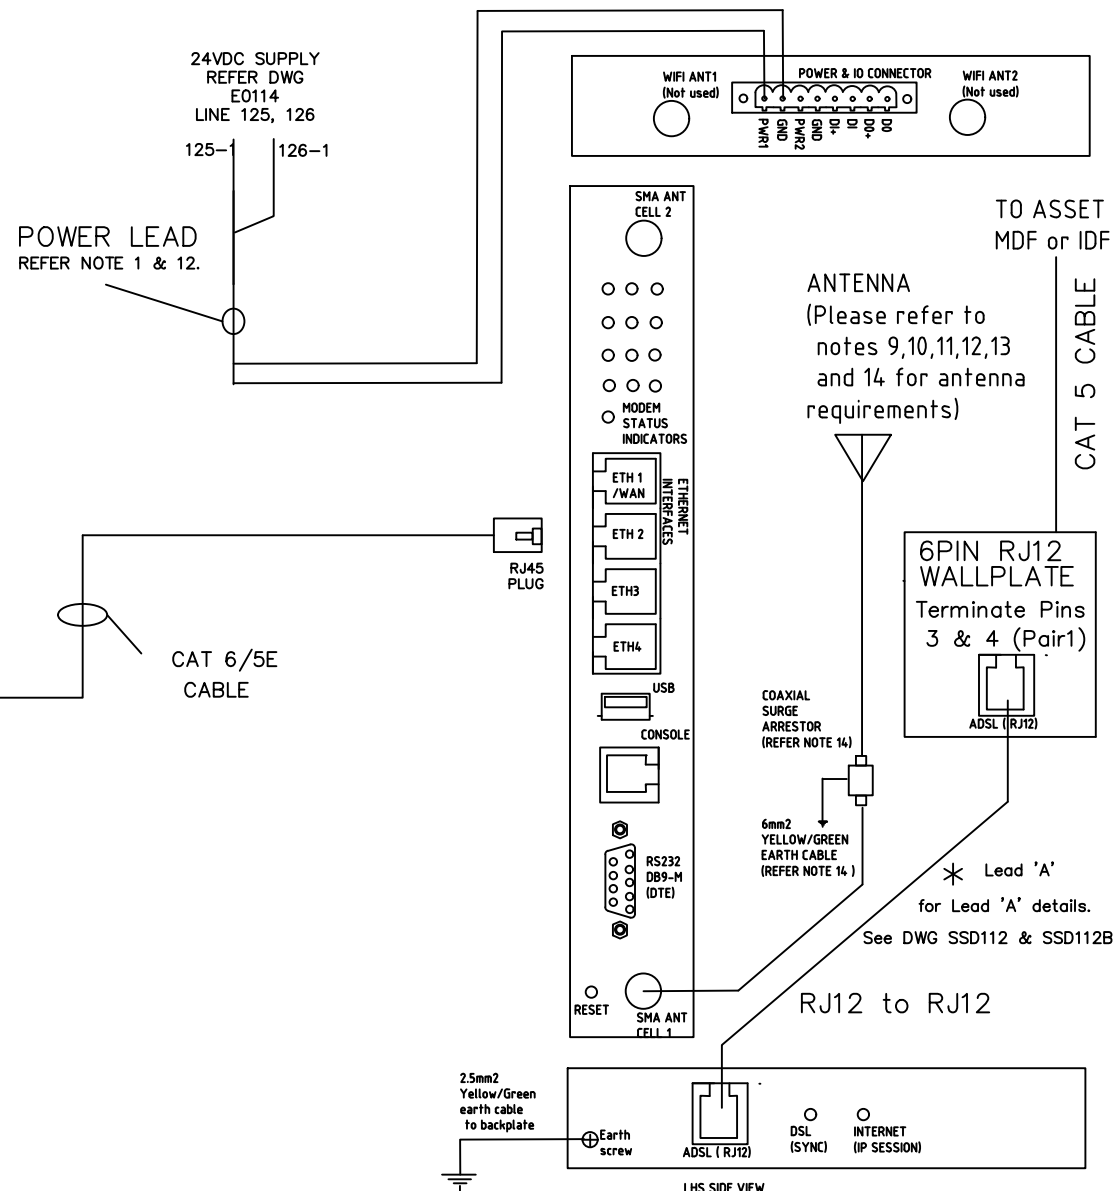 24VDC SUPPLY
REFER DWG
E0114
LINE 125, 126
125-1
126-1
POWER LEAD
REFER NOTE 1 & 12.
WIFI ANT1
(Not used)
POWER & IO CONNECTOR
WIFI ANT2
(Not used)
PWR1
GND
PWR2
GND
DI+
DI
DO+
DO
SMA ANT
CELL 2
MODEM
STATUS
INDICATORS
ETH 1
/WAN
ETH 2
ETH3
ETH4
ETHERNET
INTERFACES
USB
CONSOLE
RS232
DB9-M
(DTE)
RESET
SMA ANT
CELL 1
RJ45
PLUG
CAT 6/5E
CABLE
ANTENNA
(Please refer to
notes 9,10,11,12,13
and 14 for antenna
requirements)
TO ASSET
MDF or IDF
CAT 5 CABLE
6PIN RJ12
WALLPLATE
Terminate Pins
3 & 4 (Pair1)
ADSL ( RJ12)
COAXIAL
SURGE
ARRESTOR
(REFER NOTE 14)
6mm2
YELLOW/GREEN
EARTH CABLE
(REFER NOTE 14 )
* Lead 'A'
for Lead 'A' details.
See DWG SSD112 & SSD112B
RJ12 to RJ12
2.5mm2
Yellow/Green
earth cable
to backplate
Earth
screw
ADSL ( RJ12)
DSL
(SYNC)
INTERNET
(IP SESSION)
LHS SIDE VIEW